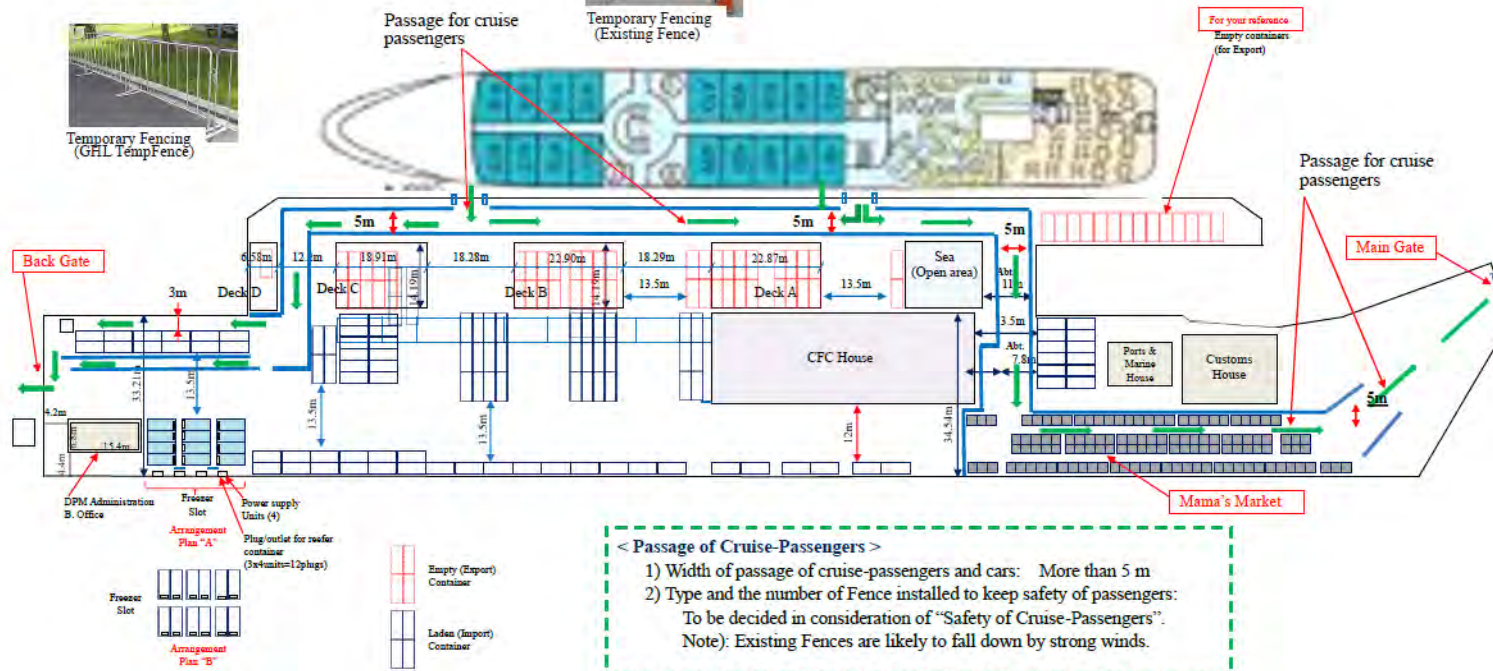 Temporary Fencing
(GHL TempFence)
Passage for cruise
passengers
Temporary Fencing
(Existing Fence)
For your reference
Empty containers
(for Export)
Passage for cruise
passengers
Main Gate
Back Gate
5m
5m
5m
6.58m
18.91m
18.28m
22.90m
18.29m
22.87m
14.19m
14.19m
13.5m
13.5m
Deck D
Deck C
Deck B
Deck A
Sea
(Open area)
Abt.
3m
3.5m
Abt.
7.8m
CFC House
Ports &
Marine
House
Customs
House
33.21m
13.5m
13.5m
13.5m
12m
34.54m
5m
4.2m
15.4m
DPM Administration
B. Office
Freezer
Slot
Arrangement
Plan "A"
Power supply
Units (4)
Plug/outlet for reefer
container
(3x4units=12plugs)
Mama's Market
Freezer
Slot
Arrangement
Plan "B"
Empty (Export)
Container
Laden (Import)
Container
< Passage of Cruise-Passengers >
1) Width of passage of cruise-passengers and cars: More than 5 m
2) Type and the number of Fence installed to keep safety of passengers:
To be decided in consideration of “Safety of Cruise-Passengers”.
Note): Existing Fences are likely to fall down by strong winds.